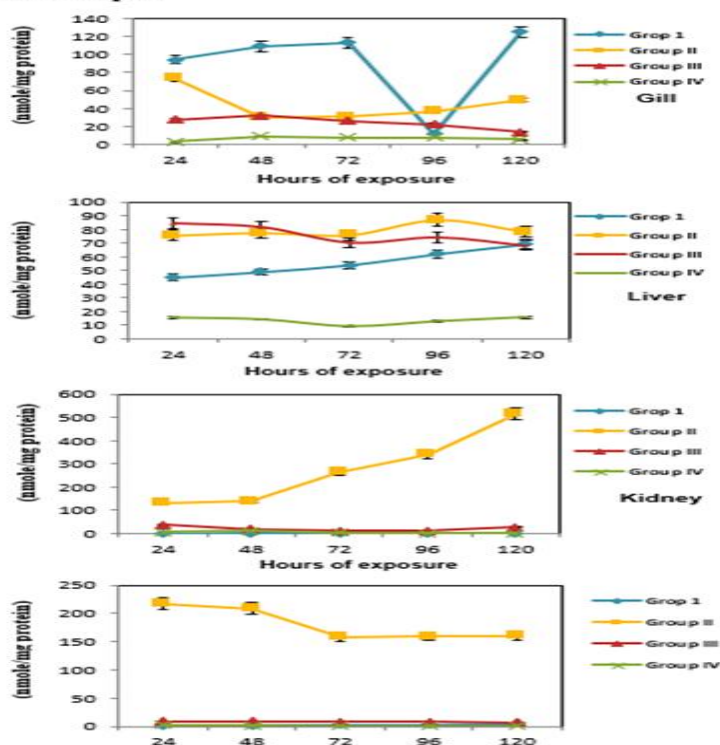 (nmole/mg protein)
140
120
100
80
60
40
20
0
24 48 72 96 120
Hours of exposure
Grop 1
Group II
Group III
Group IV
Gill
(nmole/mg protein)
100
90
80
70
60
50
40
30
20
10
0
24 48 72 96 120
Hours of exposure
Grop 1
Group II
Group III
Group IV
Liver
(nmole/mg protein)
600
500
400
300
200
100
0
24 48 72 96 120
Hours of exposure
Grop 1
Group II
Group III
Group IV
Kidney
(nmole/mg protein)
250
200
150
100
50
0
24 48 72 96 120
Grop 1
Group II
Group III
Group IV